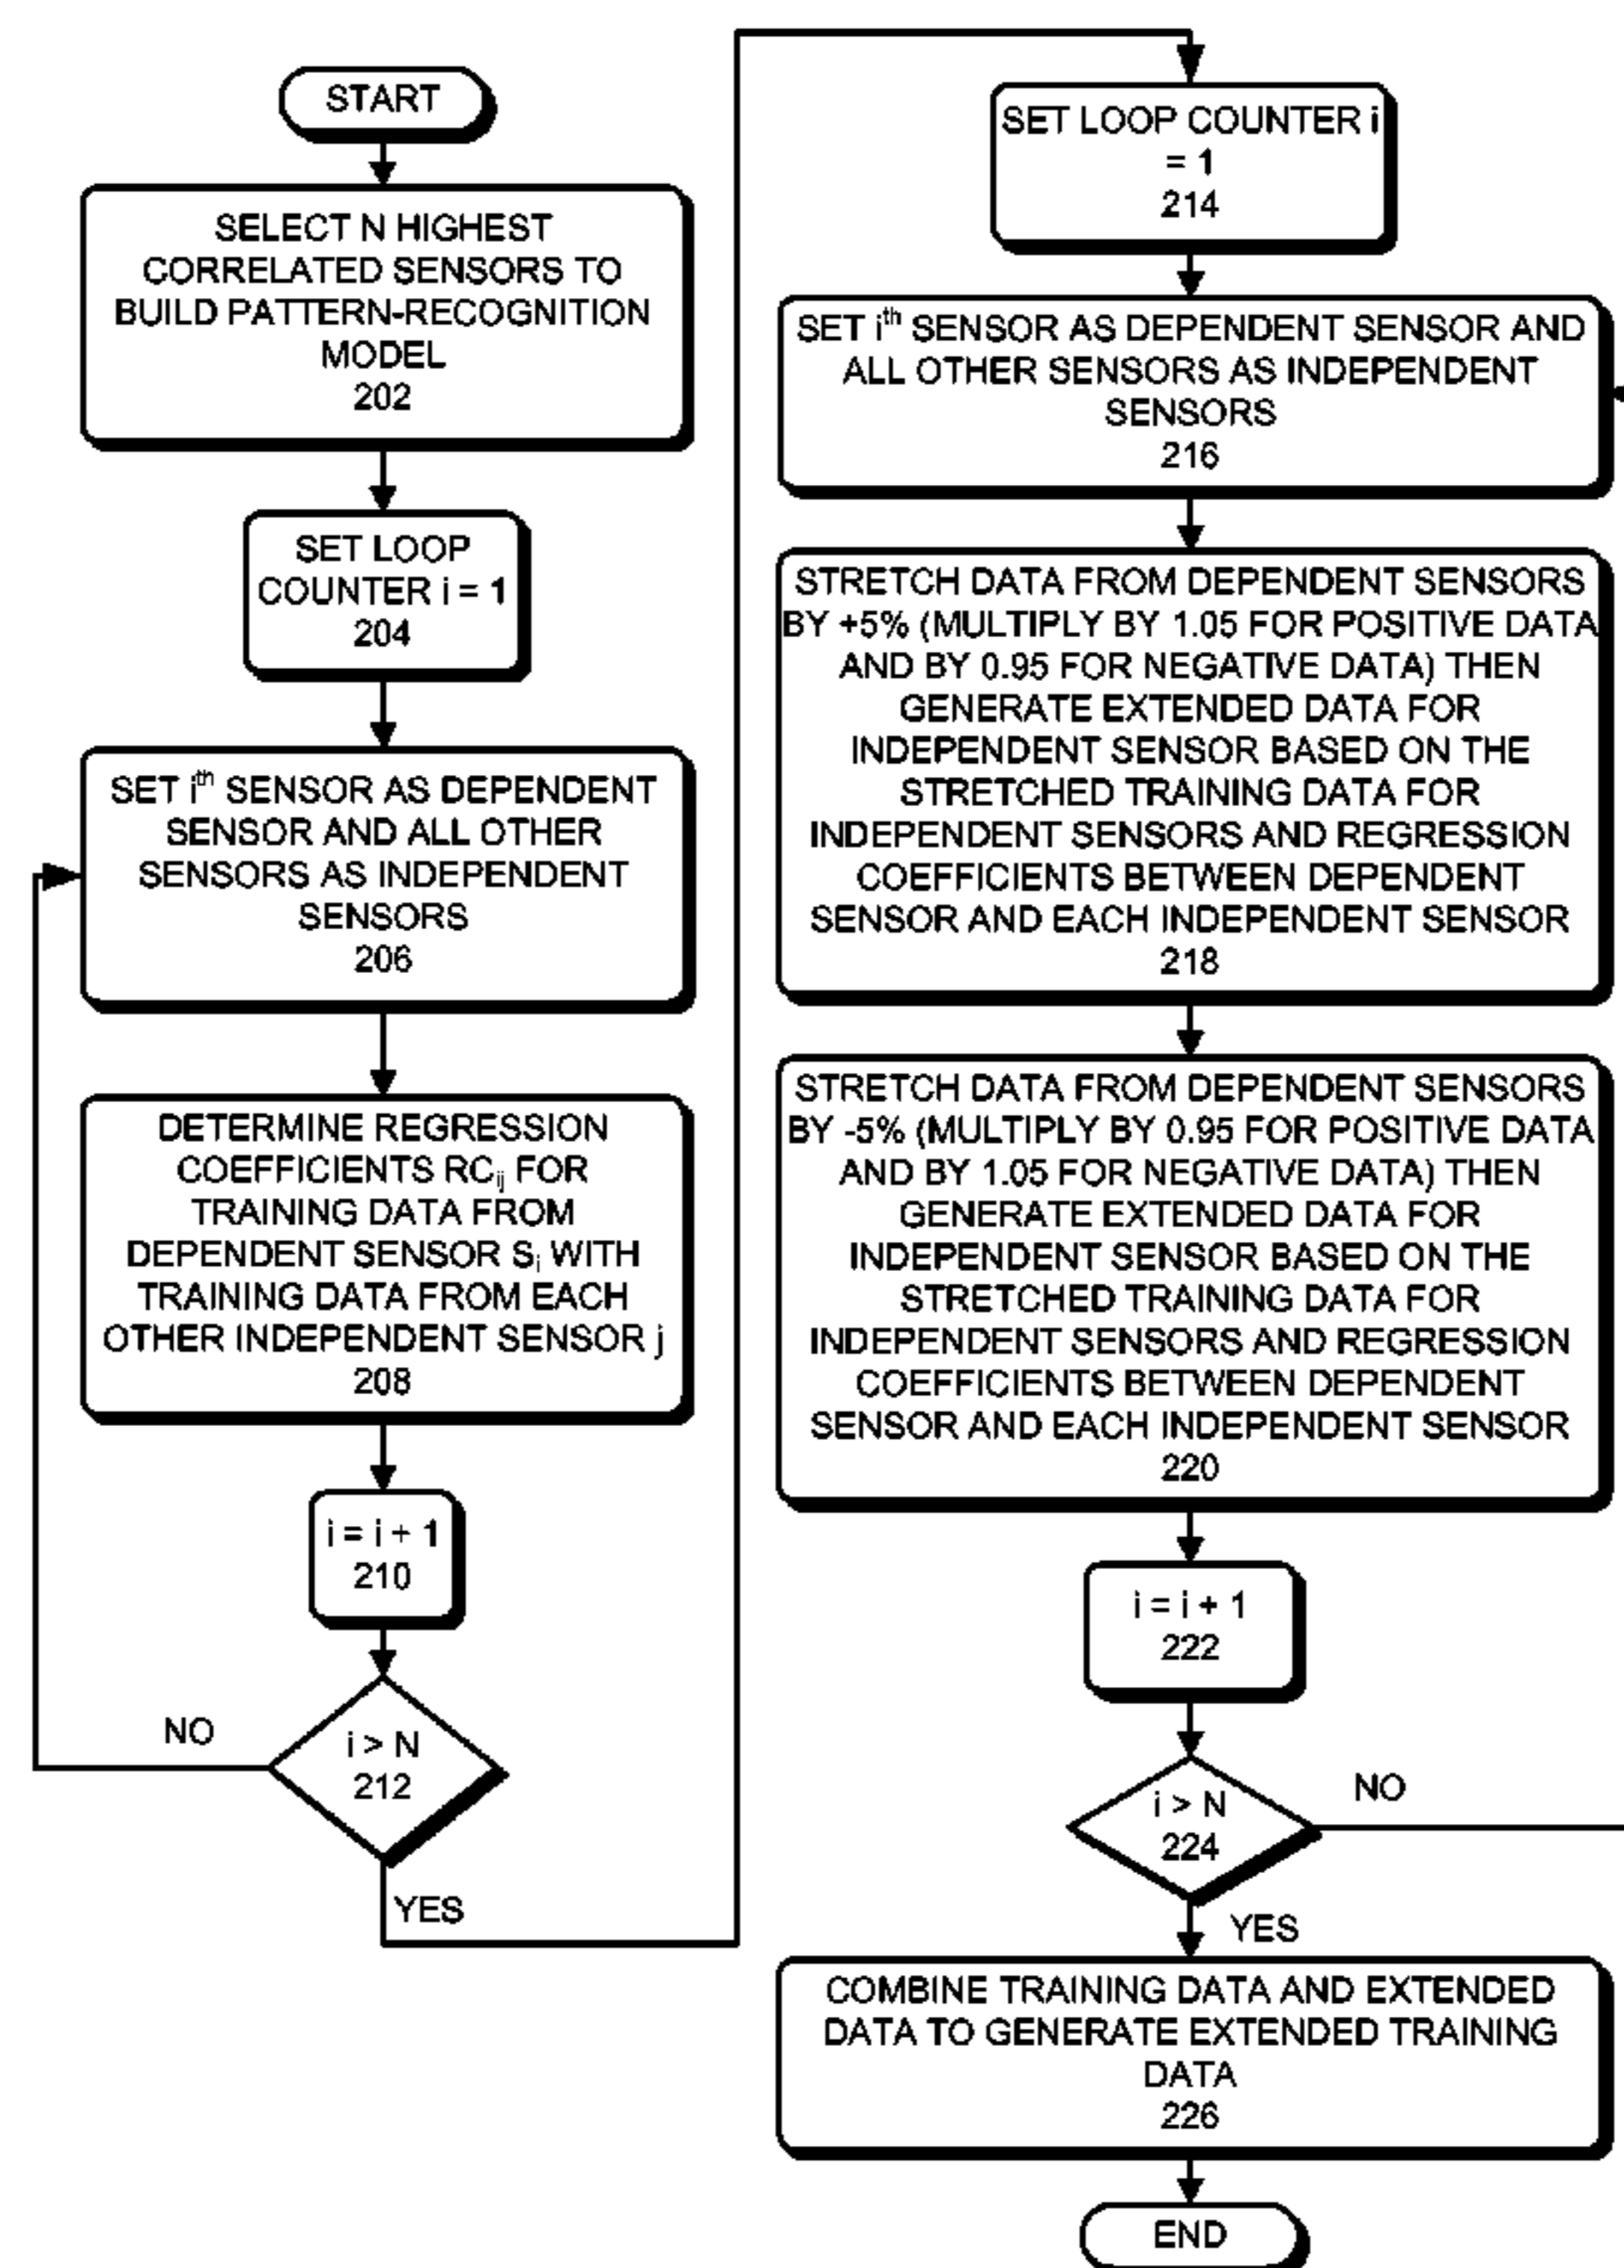 START
SELECT N HIGHEST
CORRELATED SENSORS TO
BUILD PATTERN-RECOGNITION
MODEL
202
SET LOOP
COUNTER i = 1
204
SET ith SENSOR AS DEPENDENT
SENSOR AND ALL OTHER
SENSORS AS INDEPENDENT
SENSORS
206
DETERMINE REGRESSION
COEFFICIENTS RCij FOR
TRAINING DATA FROM
DEPENDENT SENSOR Si WITH
TRAINING DATA FROM EACH
OTHER INDEPENDENT SENSOR j
208
i = i + 1
210
i > N
212
NO
YES
SET LOOP COUNTER i
= 1
214
SET ith SENSOR AS DEPENDENT SENSOR AND
ALL OTHER SENSORS AS INDEPENDENT
SENSORS
216
STRETCH DATA FROM DEPENDENT SENSORS
BY +5% (MULTIPLY BY 1.05 FOR POSITIVE DATA
AND BY 0.95 FOR NEGATIVE DATA) THEN
GENERATE EXTENDED DATA FOR
INDEPENDENT SENSOR BASED ON THE
STRETCHED TRAINING DATA FOR
INDEPENDENT SENSORS AND REGRESSION
COEFFICIENTS BETWEEN DEPENDENT
SENSOR AND EACH INDEPENDENT SENSOR
218
STRETCH DATA FROM DEPENDENT SENSORS
BY -5% (MULTIPLY BY 0.95 FOR POSITIVE DATA
AND BY 1.05 FOR NEGATIVE DATA) THEN
GENERATE EXTENDED DATA FOR
INDEPENDENT SENSOR BASED ON THE
STRETCHED TRAINING DATA FOR
INDEPENDENT SENSORS AND REGRESSION
COEFFICIENTS BETWEEN DEPENDENT
SENSOR AND EACH INDEPENDENT SENSOR
220
i = i + 1
222
i > N
224
NO
YES
COMBINE TRAINING DATA AND EXTENDED
DATA TO GENERATE EXTENDED TRAINING
DATA
226
END